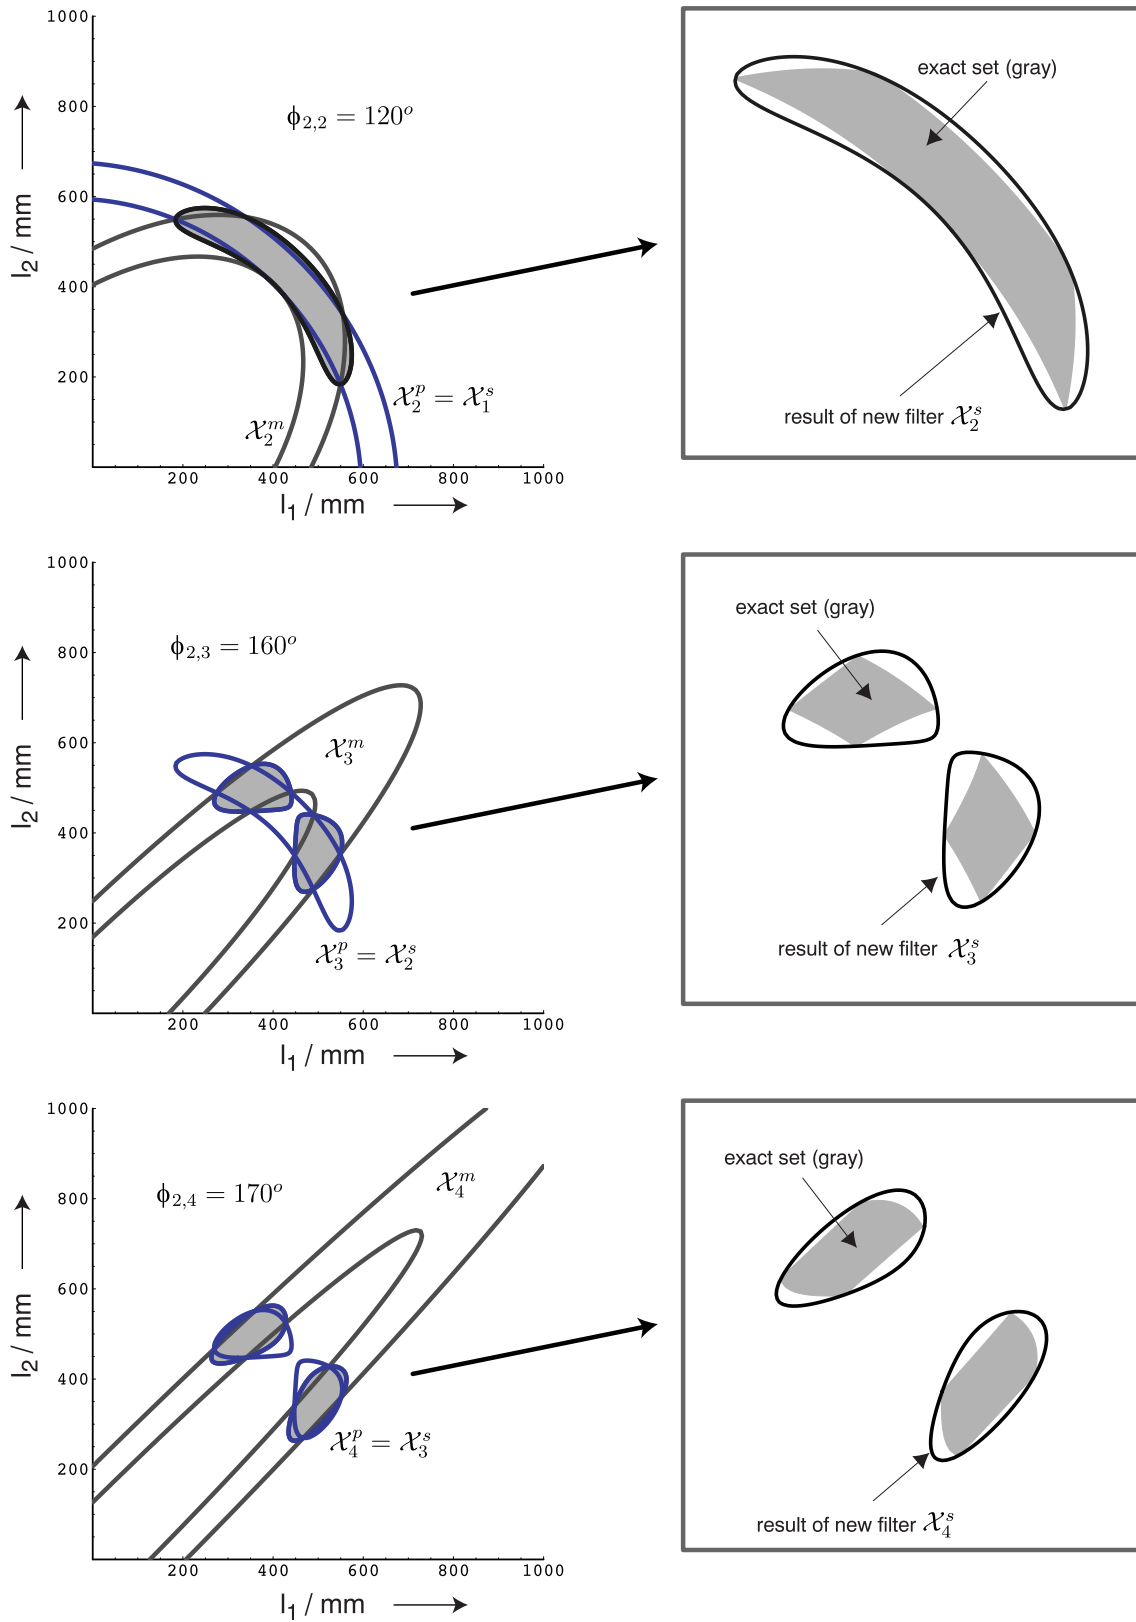 1000
800
600
400
200
l₂ / mm
ϕ₂,₂ = 120ᵒ
𝒳₂ᵐ
𝒳₂ᵖ = 𝒳₁ˢ
200 400 600 800 1000
l₁ / mm
exact set (gray)
result of new filter 𝒳₂ˢ
1000
800
600
400
200
l₂ / mm
ϕ₂,₃ = 160ᵒ
𝒳₃ᵐ
𝒳₃ᵖ = 𝒳₂ˢ
200 400 600 800 1000
l₁ / mm
exact set (gray)
result of new filter 𝒳₃ˢ
1000
800
600
400
200
l₂ / mm
ϕ₂,₄ = 170ᵒ
𝒳₄ᵐ
𝒳₄ᵖ = 𝒳₃ˢ
200 400 600 800 1000
l₁ / mm
exact set (gray)
result of new filter 𝒳₄ˢ